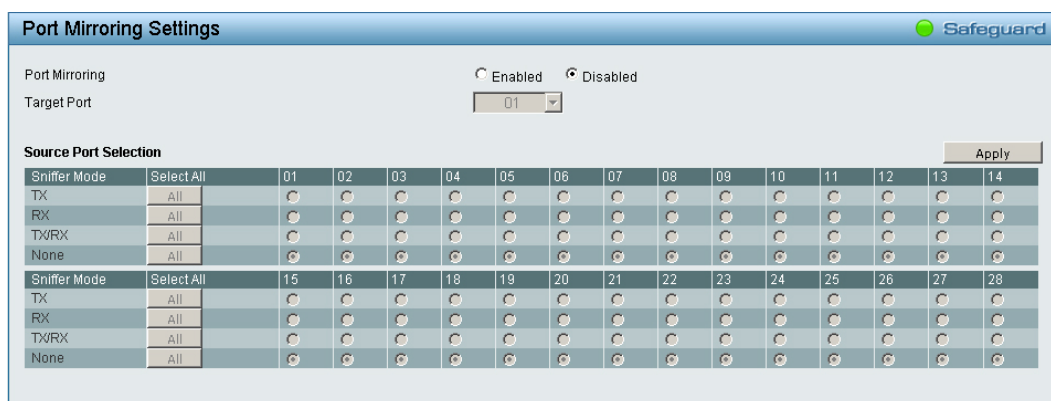 Port Mirroring Settings Safeguard
Port Mirroring Enabled Disabled
Target Port 01
Source Port Selection Apply
Sniffer Mode Select All 01 02 03 04 05 06 07 08 09 10 11 12 13 14
TX All
RX All
TX/RX All
None All
Sniffer Mode Select All 15 16 17 18 19 20 21 22 23 24 25 26 27 28
TX All
RX All
TX/RX All
None All